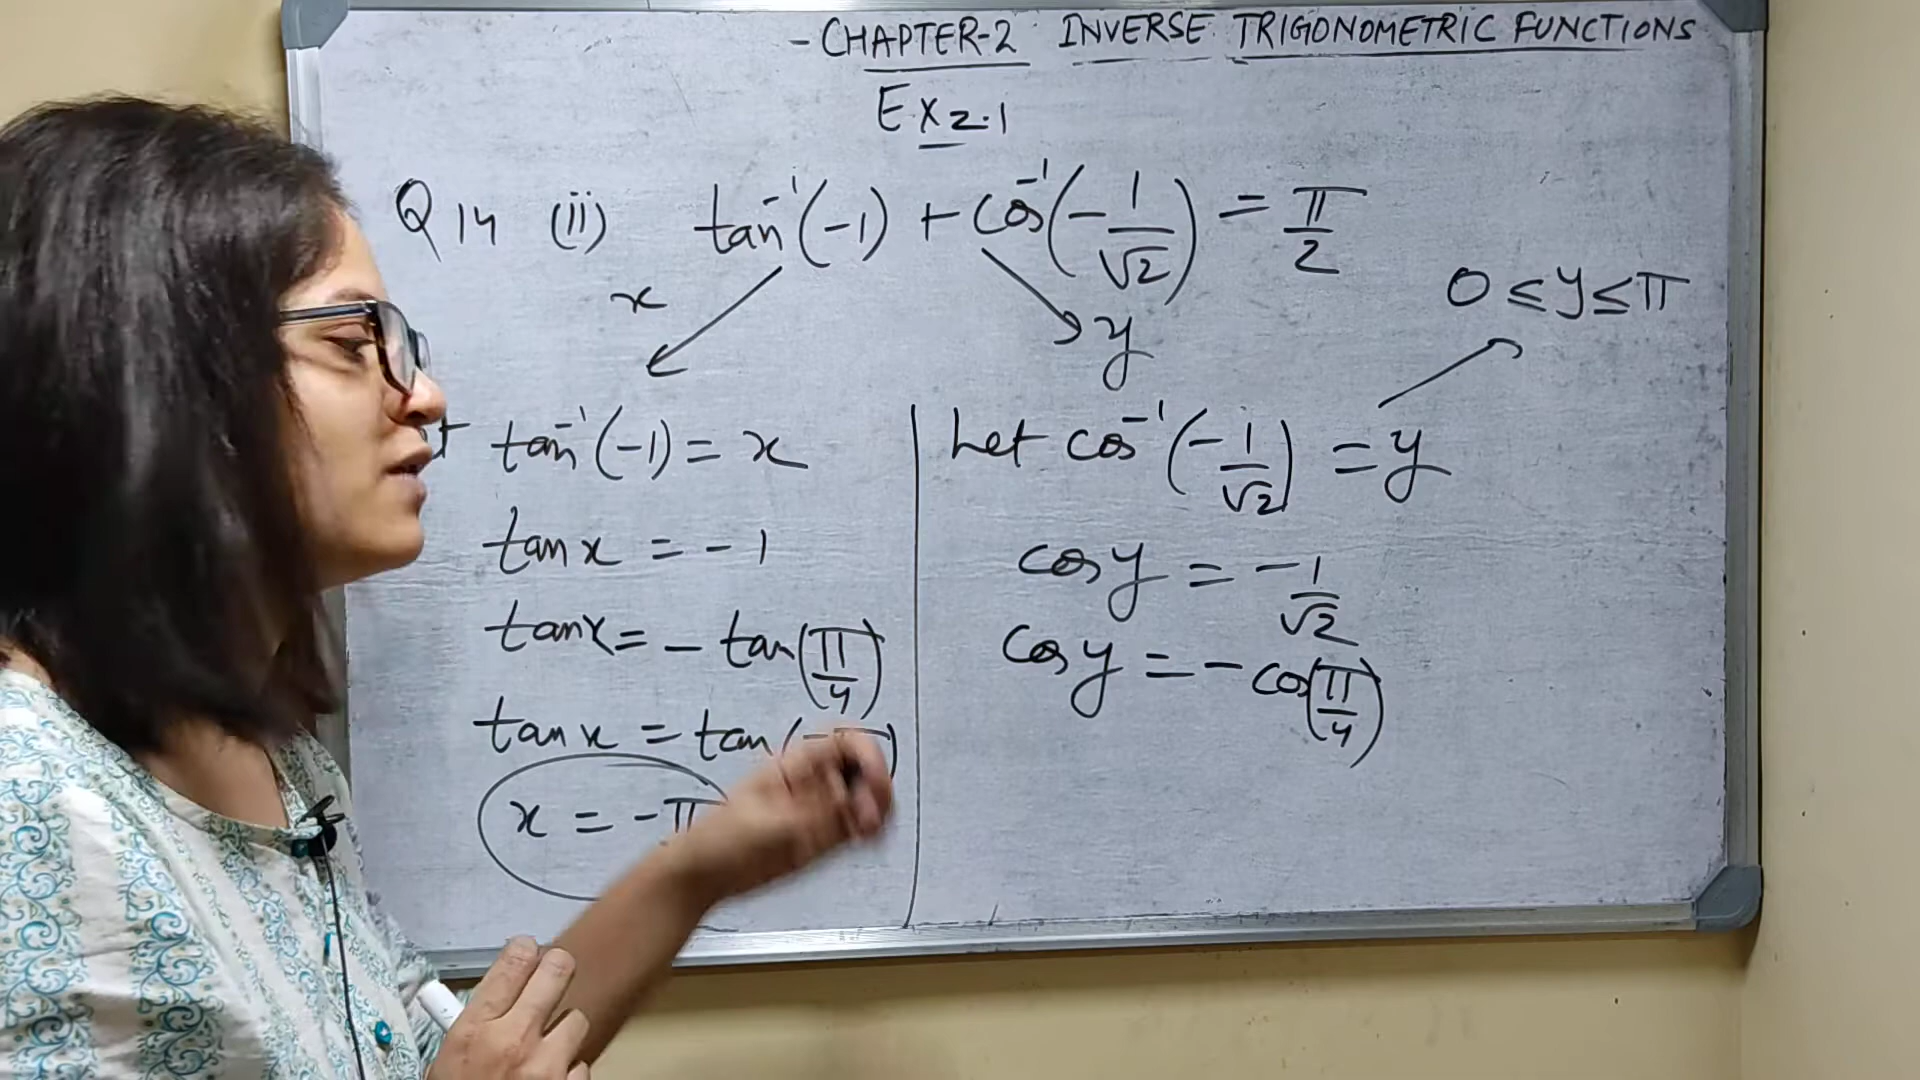 - CHAPTER-2 INVERSE TRIGONOMETRIC FUNCTIONS
Ex 2.1
Q 14 (ii) tan⁻¹(-1) + cos⁻¹(-1/√2) = π/2
x
y
0 ≤ y ≤ π
tan⁻¹(-1) = x
tan x = -1
tan x = - tan(π/4)
tan x = tan(-
x = -π
Let cos⁻¹(-1/√2) = y
cos y = -1/√2
cos y = - cos(π/4)